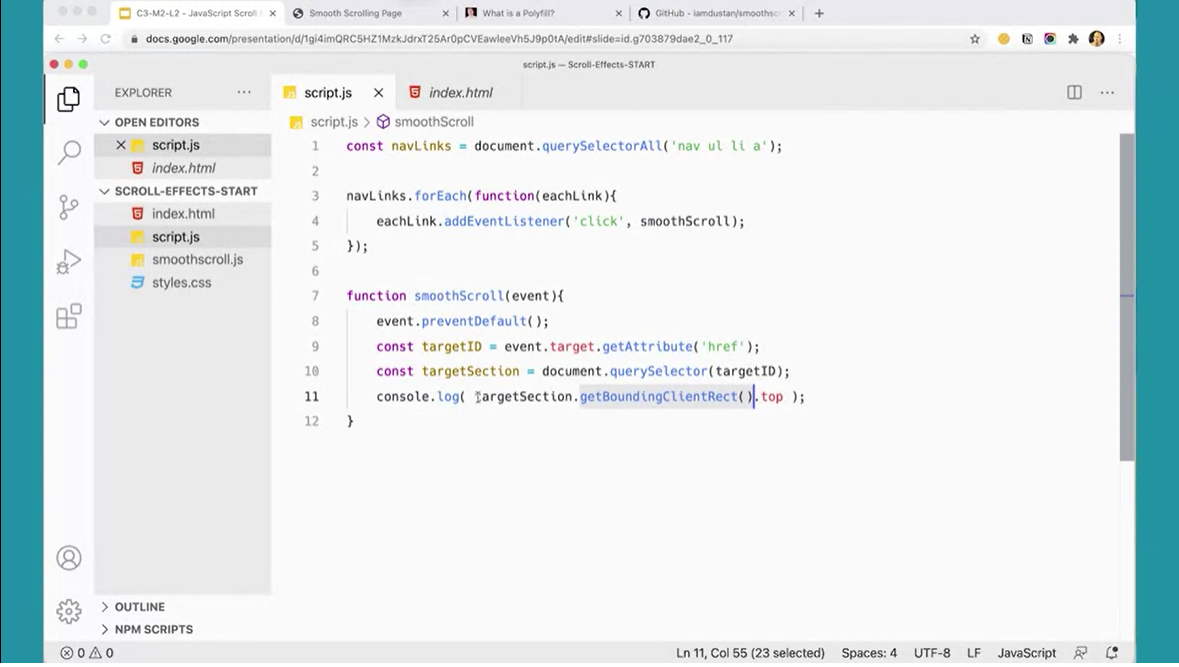 C3-M2-L2 - JavaScript Scroll
Smooth Scrolling Page
What is a Polyfill?
GitHub - iamdustan/smoothsc
docs.google.com/presentation/d/1gi4imQRC5HZ1MzkJdrxT25Ar0pCVEawleeVh5J9p0tA/edit#slide=id.g703879dae2_0_117
script.js — Scroll-Effects-START
EXPLORER
OPEN EDITORS
script.js
index.html
SCROLL-EFFECTS-START
index.html
script.js
smoothscroll.js
styles.css
OUTLINE
NPM SCRIPTS
script.js
index.html
script.js > smoothScroll
1 const navLinks = document.querySelectorAll('nav ul li a');
2
3 navLinks.forEach(function(eachLink){
4 eachLink.addEventListener('click', smoothScroll);
5 });
6
7 function smoothScroll(event){
8 event.preventDefault();
9 const targetID = event.target.getAttribute('href');
10 const targetSection = document.querySelector(targetID);
11 console.log( targetSection.getBoundingClientRect().top );
12 }
0 0
Ln 11, Col 55 (23 selected) Spaces: 4 UTF-8 LF JavaScript